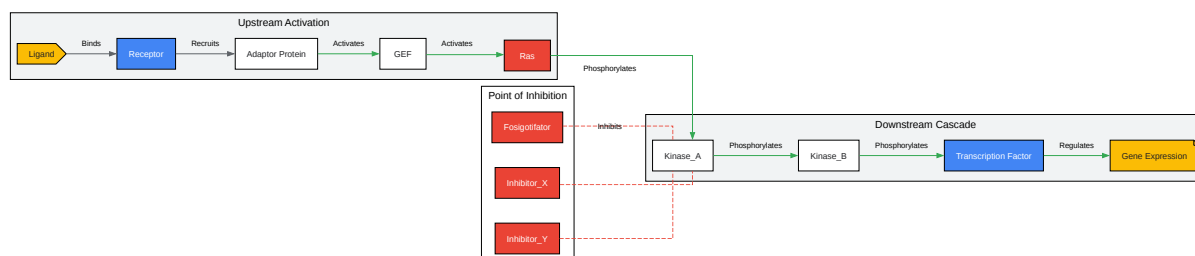 Upstream Activation
Ligand
Binds
Receptor
Recruits
Adaptor Protein
Activates
GEF
Activates
Ras
Phosphorylates
Point of Inhibition
Fosigotifator
Inhibits
Inhibitor_X
Inhibitor_Y
Downstream Cascade
Kinase_A
Phosphorylates
Kinase_B
Phosphorylates
Transcription Factor
Regulates
Gene Expression